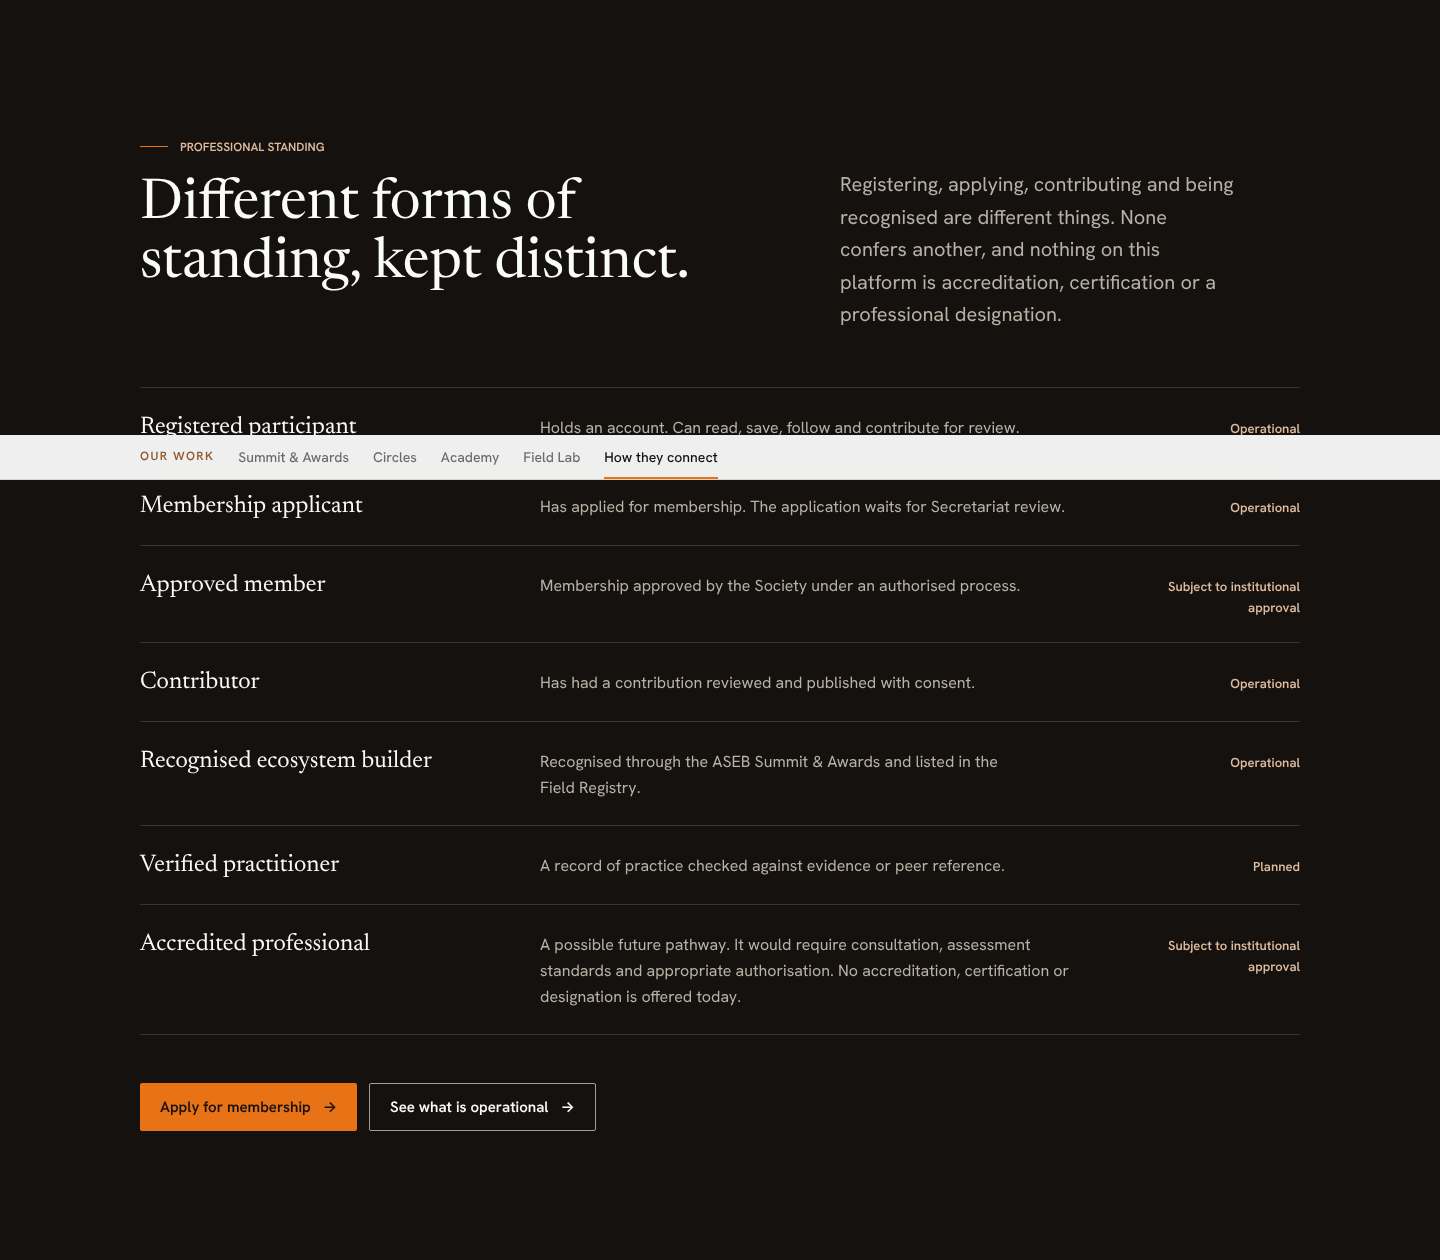 PROFESSIONAL STANDING
Different forms of
standing, kept distinct.
Registering, applying, contributing and being
recognised are different things. None
confers another, and nothing on this
platform is accreditation, certification or a
professional designation.
Registered participant
Holds an account. Can read, save, follow and contribute for review.
Operational
OUR WORK Summit & Awards Circles Academy Field Lab How they connect
Membership applicant
Has applied for membership. The application waits for Secretariat review.
Operational
Approved member
Membership approved by the Society under an authorised process.
Subject to institutional
approval
Contributor
Has had a contribution reviewed and published with consent.
Operational
Recognised ecosystem builder
Recognised through the ASEB Summit & Awards and listed in the
Field Registry.
Operational
Verified practitioner
A record of practice checked against evidence or peer reference.
Planned
Accredited professional
A possible future pathway. It would require consultation, assessment
standards and appropriate authorisation. No accreditation, certification or
designation is offered today.
Subject to institutional
approval
Apply for membership →
See what is operational →